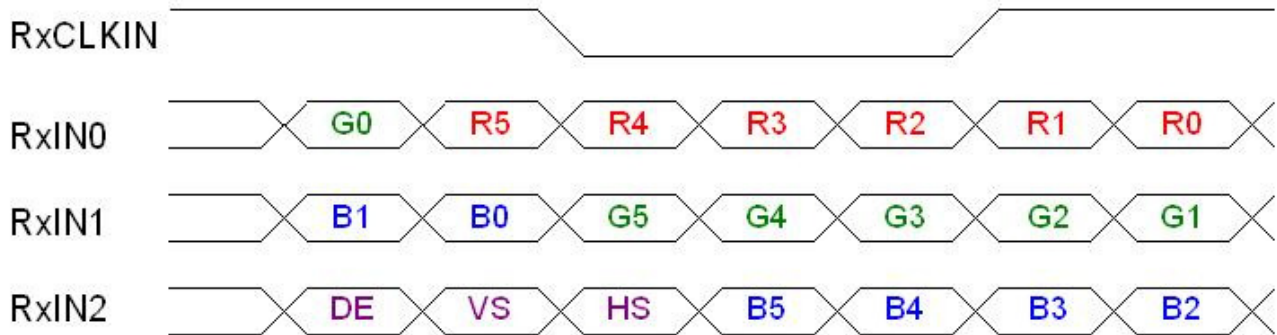 RxCLKIN
RxIN0 G0 R5 R4 R3 R2 R1 R0
RxIN1 B1 B0 G5 G4 G3 G2 G1
RxIN2 DE VS HS B5 B4 B3 B2